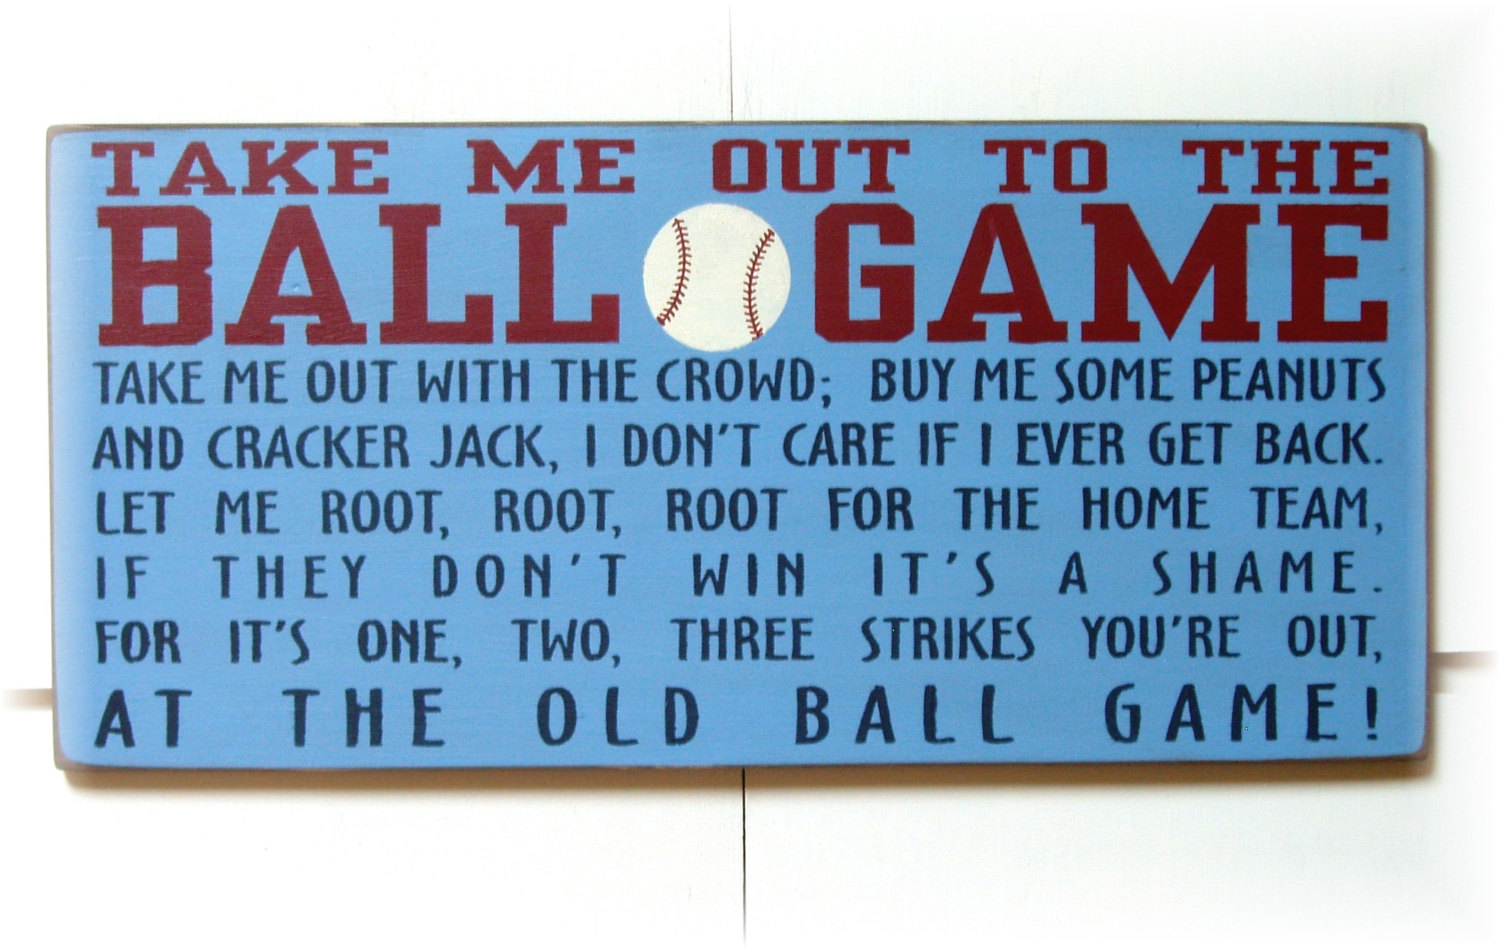 TAKE ME OUT TO THE
BALL GAME
TAKE ME OUT WITH THE CROWD; BUY ME SOME PEANUTS
AND CRACKER JACK, I DON'T CARE IF I EVER GET BACK.
LET ME ROOT, ROOT, ROOT FOR THE HOME TEAM,
IF THEY DON'T WIN IT'S A SHAME.
FOR IT'S ONE, TWO, THREE STRIKES YOU'RE OUT,
AT THE OLD BALL GAME!